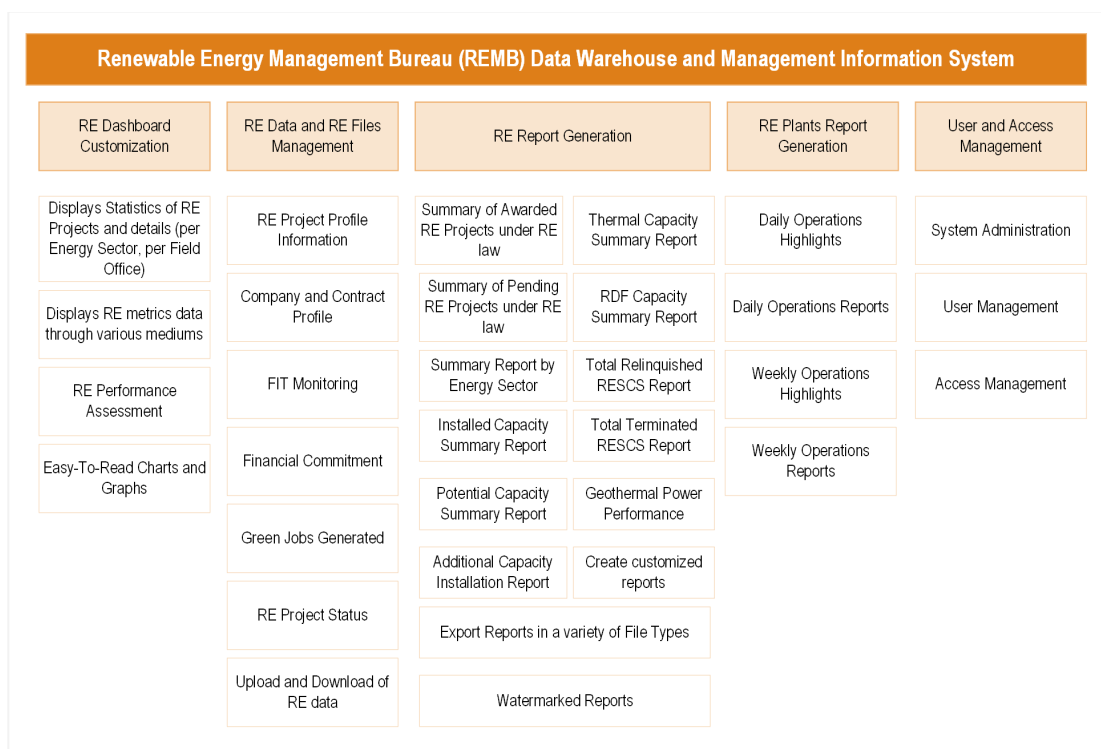 Renewable Energy Management Bureau (REMB) Data Warehouse and Management Information System
RE Dashboard
Customization
RE Data and RE Files
Management
RE Report Generation
RE Plants Report
Generation
User and Access
Management
Displays Statistics of RE
Projects and details (per
Energy Sector, per Field
Office)
Displays RE metrics data
through various mediums
RE Performance
Assessment
Easy-To-Read Charts and
Graphs
RE Project Profile
Information
Company and Contract
Profile
FIT Monitoring
Financial Commitment
Green Jobs Generated
RE Project Status
Upload and Download of
RE data
Summary of Awarded
RE Projects under RE
law
Summary of Pending
RE Projects under RE
law
Summary Report by
Energy Sector
Installed Capacity
Summary Report
Potential Capacity
Summary Report
Additional Capacity
Installation Report
Thermal Capacity
Summary Report
RDF Capacity
Summary Report
Total Relinquished
RESCS Report
Total Terminated
RESCS Report
Geothermal Power
Performance
Create customized
reports
Export Reports in a variety of File Types
Watermarked Reports
Daily Operations
Highlights
Daily Operations Reports
Weekly Operations
Highlights
Weekly Operations
Reports
System Administration
User Management
Access Management